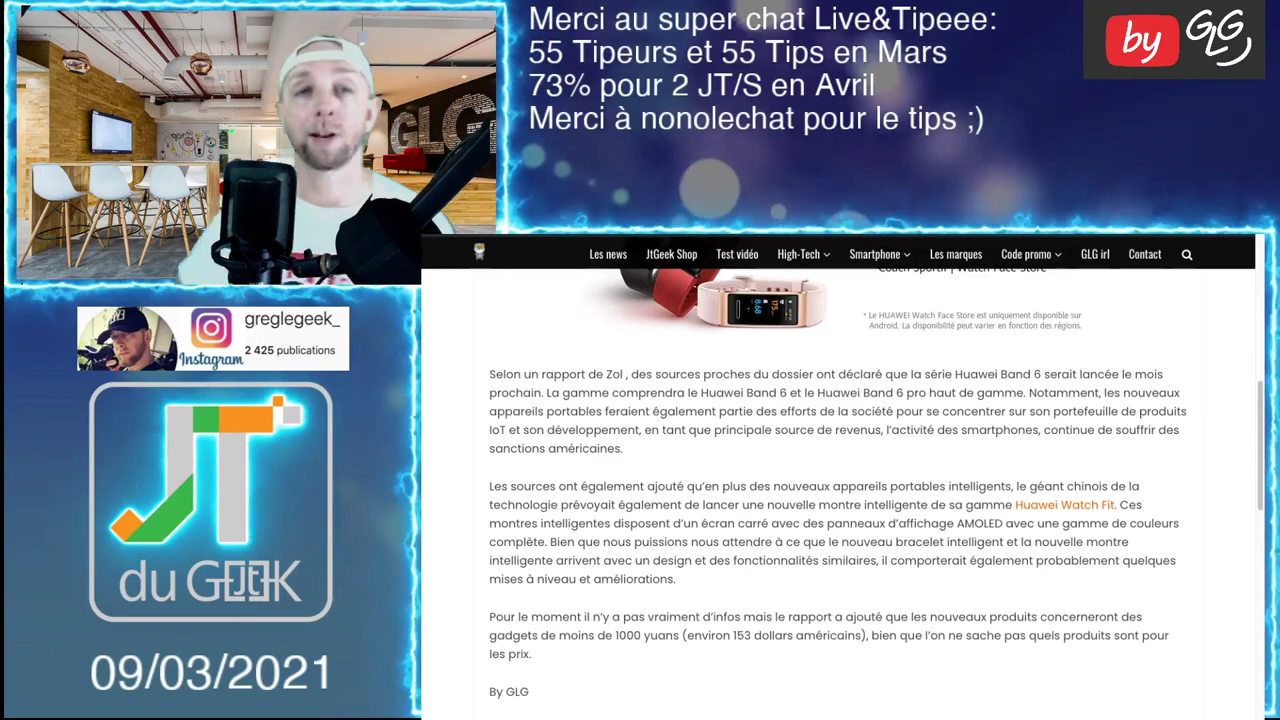 Merci au super chat Live&Tipeee:
55 Tipeurs et 55 Tips en Mars
73% pour 2 JT/S en Avril
Merci à nonolechat pour le tips ;)
by GLG
GLG
Les news JtGeek Shop Test vidéo High-Tech Smartphone Les marques Code promo GLG irl Contact
Coach Sportif | Watch Face Store
* Le HUAWEI Watch Face Store est uniquement disponible sur
Android. La disponibilité peut varier en fonction des régions.
greglegeek_
Instagram
2 425 publications
JT
du GEEK
09/03/2021
Selon un rapport de Zol , des sources proches du dossier ont déclaré que la série Huawei Band 6 serait lancée le mois
prochain. La gamme comprendra le Huawei Band 6 et le Huawei Band 6 pro haut de gamme. Notamment, les nouveaux
appareils portables feraient également partie des efforts de la société pour se concentrer sur son portefeuille de produits
IoT et son développement, en tant que principale source de revenus, l’activité des smartphones, continue de souffrir des
sanctions américaines.
Les sources ont également ajouté qu’en plus des nouveaux appareils portables intelligents, le géant chinois de la
technologie prévoyait également de lancer une nouvelle montre intelligente de sa gamme Huawei Watch Fit. Ces
montres intelligentes disposent d’un écran carré avec des panneaux d’affichage AMOLED avec une gamme de couleurs
complète. Bien que nous puissions nous attendre à ce que le nouveau bracelet intelligent et la nouvelle montre
intelligente arrivent avec un design et des fonctionnalités similaires, il comporterait également probablement quelques
mises à niveau et améliorations.
Pour le moment il n’y a pas vraiment d’infos mais le rapport a ajouté que les nouveaux produits concerneront des
gadgets de moins de 1000 yuans (environ 153 dollars américains), bien que l’on ne sache pas quels produits sont pour
les prix.
By GLG